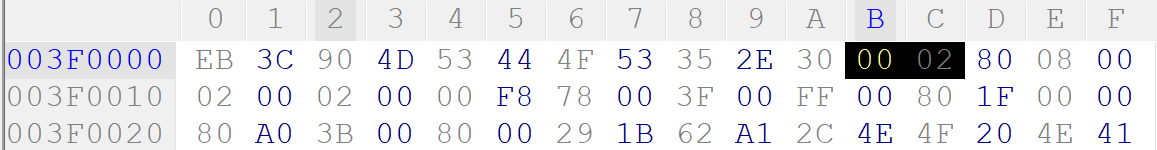 0 1 2 3 4 5 6 7 8 9 A B C D E F
003F0000 EB 3C 90 4D 53 44 4F 53 35 2E 30 00 02 80 08 00
003F0010 02 00 02 00 00 F8 78 00 3F 00 FF 00 80 1F 00 00
003F0020 80 A0 3B 00 80 00 29 1B 62 A1 2C 4E 4F 20 4E 41